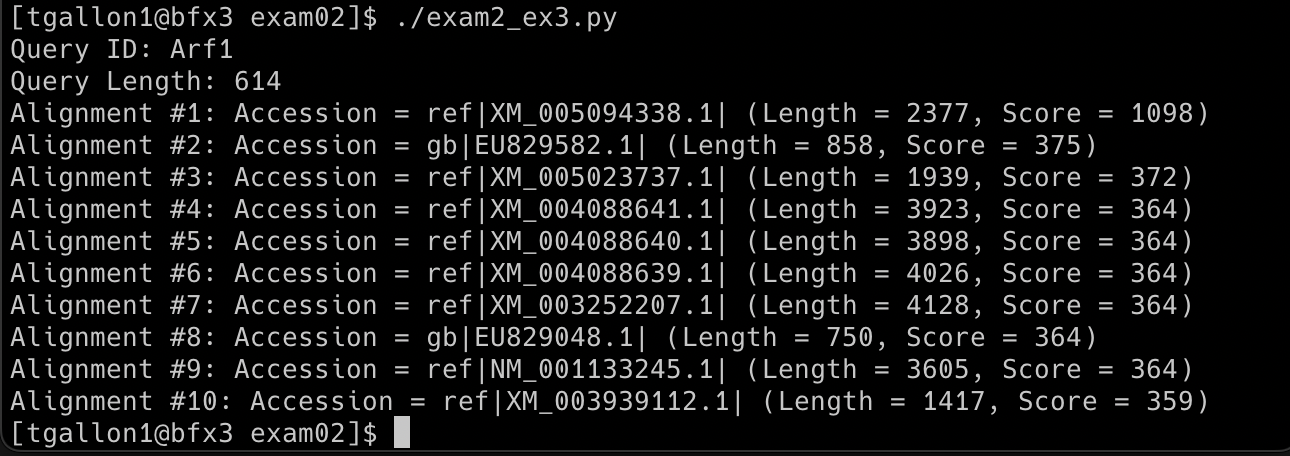 [tgallon1@bfx3 exam02]$ ./exam2_ex3.py
Query ID: Arf1
Query Length: 614
Alignment #1: Accession = ref|XM_005094338.1| (Length = 2377, Score = 1098)
Alignment #2: Accession = gb|EU829582.1| (Length = 858, Score = 375)
Alignment #3: Accession = ref|XM_005023737.1| (Length = 1939, Score = 372)
Alignment #4: Accession = ref|XM_004088641.1| (Length = 3923, Score = 364)
Alignment #5: Accession = ref|XM_004088640.1| (Length = 3898, Score = 364)
Alignment #6: Accession = ref|XM_004088639.1| (Length = 4026, Score = 364)
Alignment #7: Accession = ref|XM_003252207.1| (Length = 4128, Score = 364)
Alignment #8: Accession = gb|EU829048.1| (Length = 750, Score = 364)
Alignment #9: Accession = ref|NM_001133245.1| (Length = 3605, Score = 364)
Alignment #10: Accession = ref|XM_003939112.1| (Length = 1417, Score = 359)
[tgallon1@bfx3 exam02]$